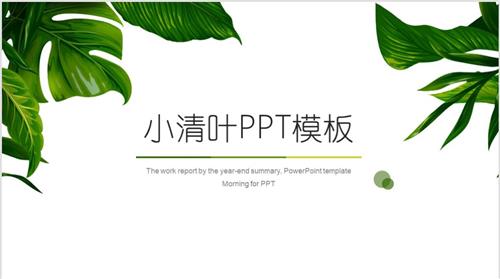 小清叶PPT模板
The work report by the year-end summary, PowerPoint template
Morning for PPT